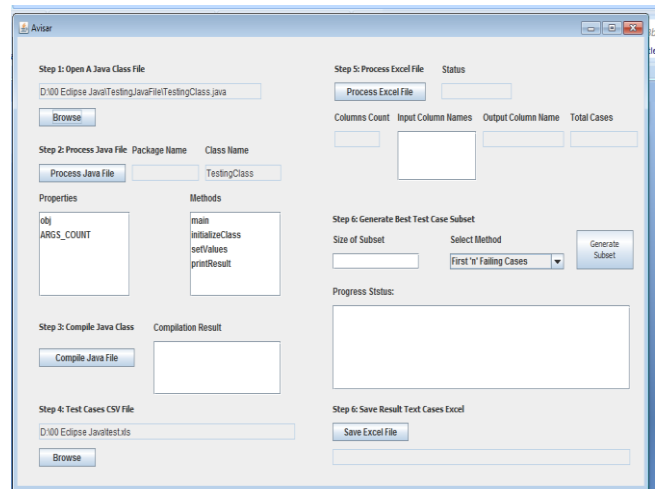 Avisar
Step 1: Open A Java Class File
D:\00 Eclipse Java\TestingJavaFile\TestingClass.java
Browse
Step 2: Process Java File Package Name Class Name
Process Java File TestingClass
Properties Methods
obj
ARGS_COUNT
main
initializeClass
setValues
printResult
Step 3: Compile Java Class Compilation Result
Compile Java File
Step 4: Test Cases CSV File
D:\00 Eclipse Java\test.xls
Browse
Step 5: Process Excel File Status
Process Excel File
Columns Count Input Column Names Output Column Name Total Cases
Step 6: Generate Best Test Case Subset
Size of Subset Select Method
First 'n' Failing Cases
Generate
Subset
Progress Ststus:
Step 6: Save Result Text Cases Excel
Save Excel File